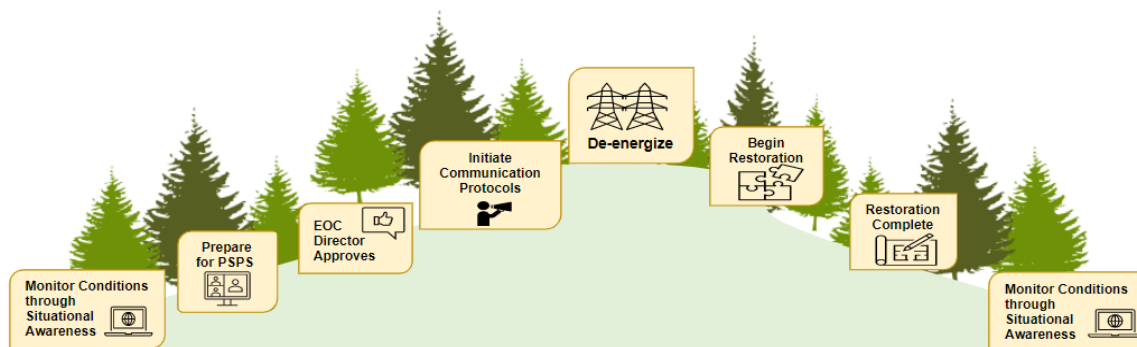 Monitor Conditions
through
Situational
Awareness
Prepare
for PSPS
EOC
Director
Approves
Initiate
Communication
Protocols
De-energize
Begin
Restoration
Restoration
Complete
Monitor Conditions
through
Situational
Awareness